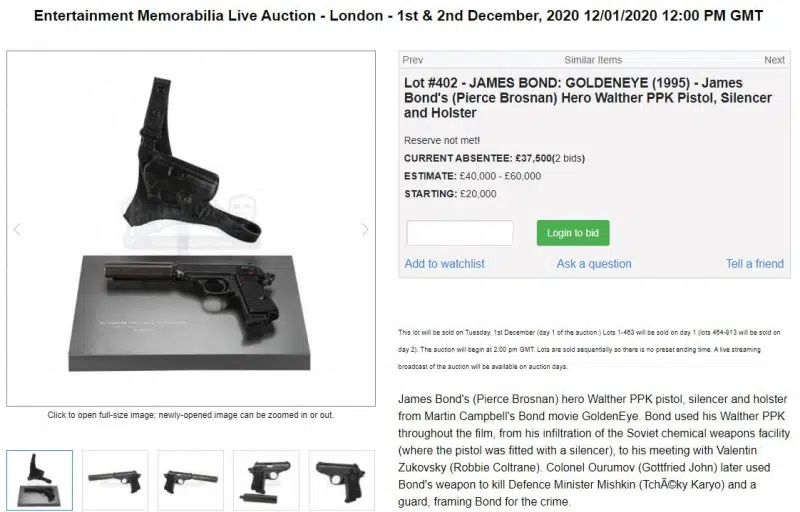 Entertainment Memorabilia Live Auction - London - 1st & 2nd December, 2020 12/01/2020 12:00 PM GMT
Prev Similar Items Next
Lot #402 - JAMES BOND: GOLDENEYE (1995) - James
Bond's (Pierce Brosnan) Hero Walther PPK Pistol, Silencer
and Holster
Reserve not met!
CURRENT ABSENTEE: £37,500(2 bids)
ESTIMATE: £40,000 - £60,000
STARTING: £20,000
Login to bid
Add to watchlist Ask a question Tell a friend
This lot will be sold on Tuesday, 1st December (day 1 of the auction.) Lots 1-463 will be sold on day 1 (lots 464-913 will be sold on
day 2). The auction will begin at 2:00 pm GMT. Lots are sold sequentially so there is no preset ending time. A live streaming
broadcast of the auction will be available on auction days.
James Bond's (Pierce Brosnan) hero Walther PPK pistol, silencer and holster
from Martin Campbell's Bond movie GoldenEye. Bond used his Walther PPK
throughout the film, from his infiltration of the Soviet chemical weapons facility
(where the pistol was fitted with a silencer), to his meeting with Valentin
Zukovsky (Robbie Coltrane). Colonel Ourumov (Gottfried John) later used
Bond's weapon to kill Defence Minister Mishkin (TchÃ©ky Karyo) and a
guard, framing Bond for the crime.
Click to open full-size image; newly-opened image can be zoomed in or out.